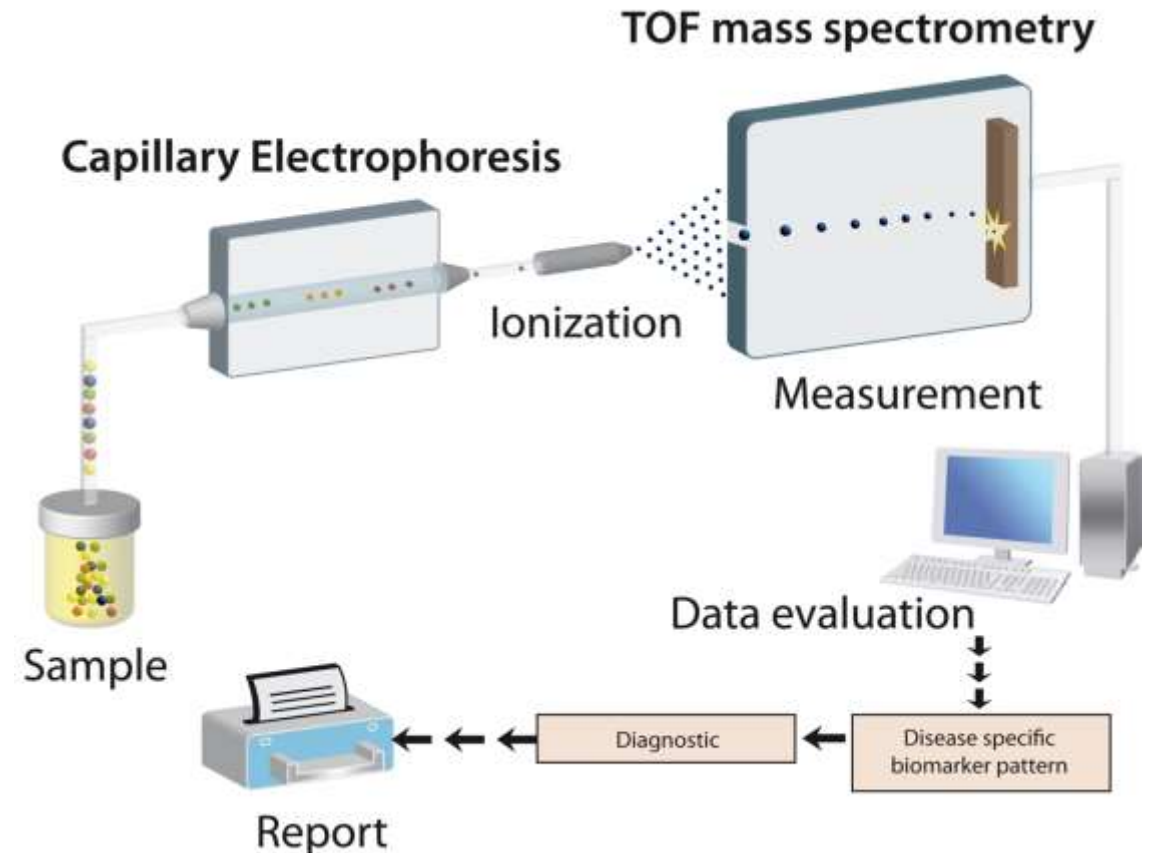 TOF mass spectrometry
Capillary Electrophoresis
Ionization
Measurement
Sample
Data evaluation
Disease specific
biomarker pattern
Diagnostic
Report